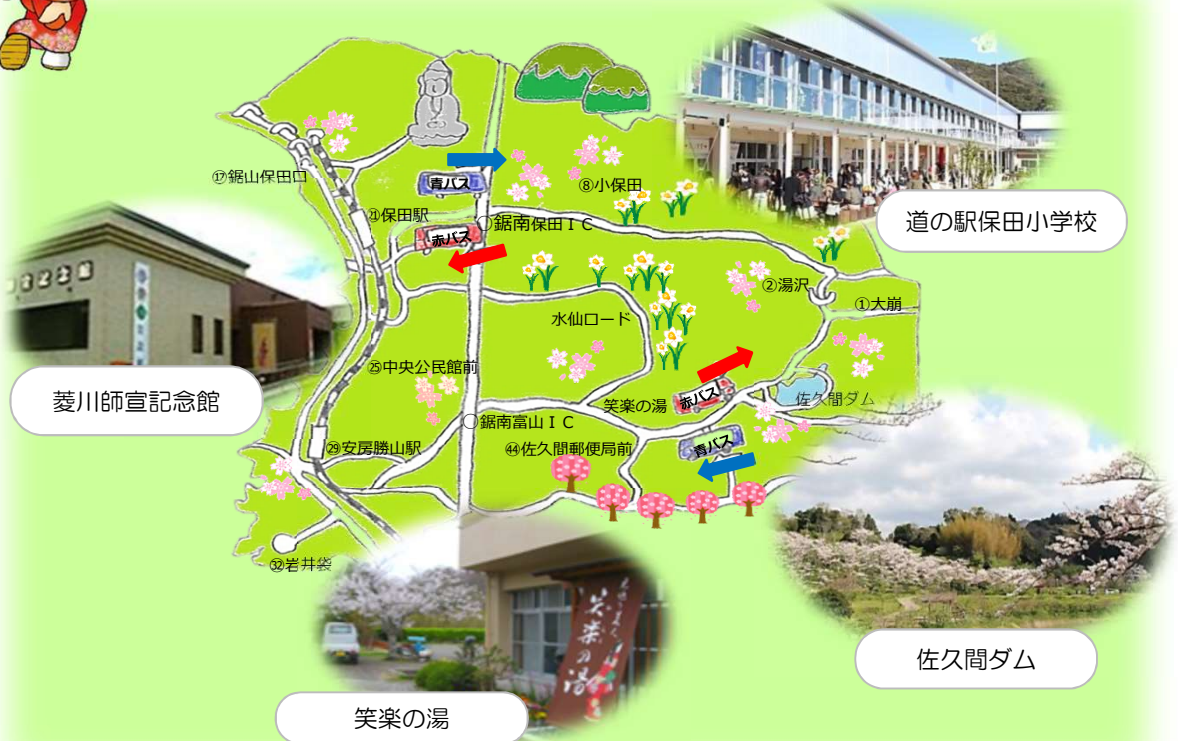 道の駅保田小学校
⑰鋸山保田口
青バス
⑧小保田
㉑保田駅
○鋸南保田ＩＣ
赤バス
②湯沢
①大崩
水仙ロード
㉕中央公民館前
菱川師宣記念館
笑楽の湯
赤バス
佐久間ダム
○鋸南富山ＩＣ
㉙安房勝山駅
㊹佐久間郵便局前
青バス
㉜岩井袋
笑楽の湯
佐久間ダム
笑楽の湯